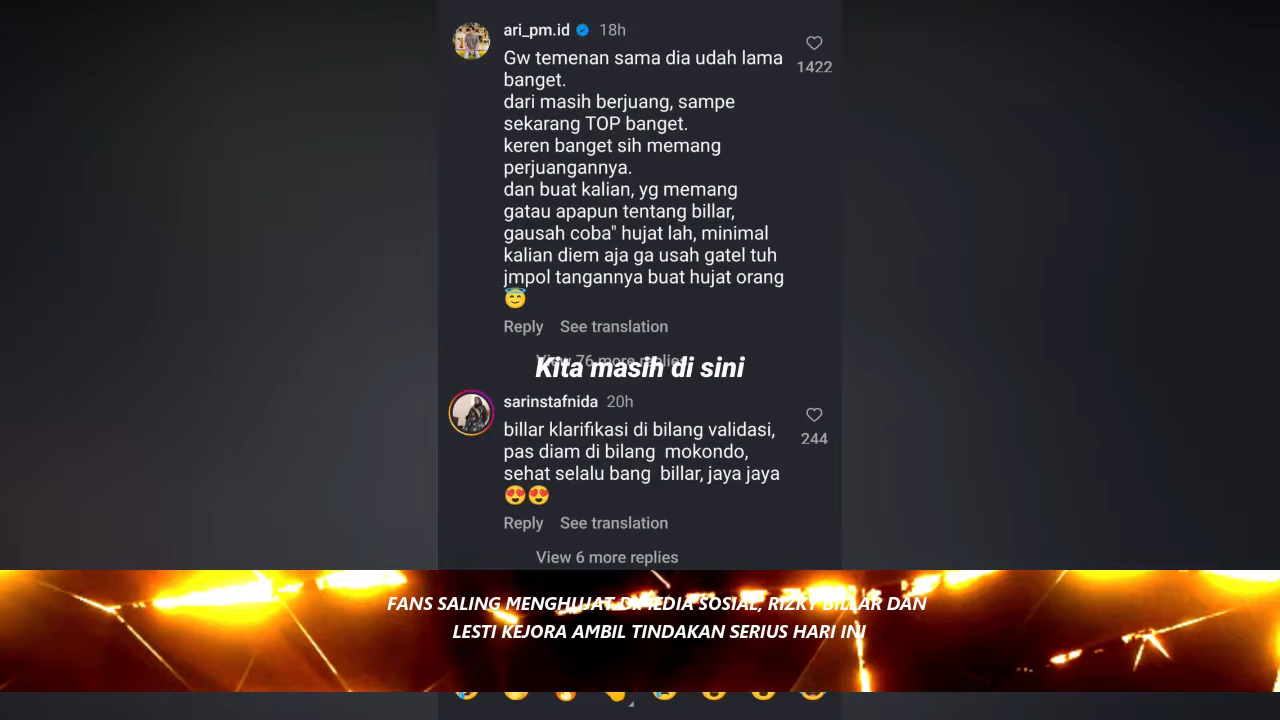 ari_pm.id 18h
Gw temenan sama dia udah lama
banget.
dari masih berjuang, sampe
sekarang TOP banget.
keren banget sih memang
perjuangannya.
dan buat kalian, yg memang
gatau apapun tentang billar,
gausah coba" hujat lah, minimal
kalian diem aja ga usah gatel tuh
jmpol tangannya buat hujat orang
😇
1422
Reply See translation
View 76 more replies
Kita masih di sini
sarinstafnida 20h
billar klarifikasi di bilang validasi,
pas diam di bilang mokondo,
sehat selalu bang billar, jaya jaya
😍😍
244
Reply See translation
View 6 more replies
FANS SALING MENGHUJAT DIMEDIA SOSIAL, RIZKY BILLAR DAN
LESTI KEJORA AMBIL TINDAKAN SERIUS HARI INI